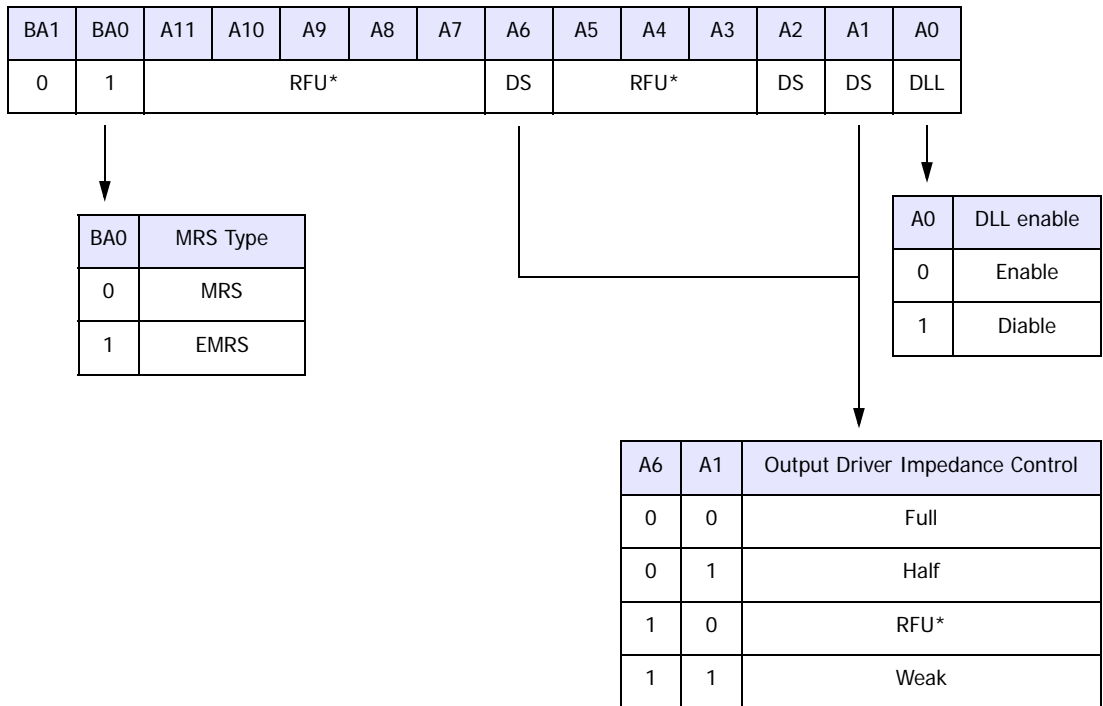 BA1 BA0 A11 A10 A9 A8 A7 A6 A5 A4 A3 A2 A1 A0
0 1 RFU* DS RFU* DS DS DLL
BA0 MRS Type
0 MRS
1 EMRS
A0 DLL enable
0 Enable
1 Diable
A6 A1 Output Driver Impedance Control
0 0 Full
0 1 Half
1 0 RFU*
1 1 Weak